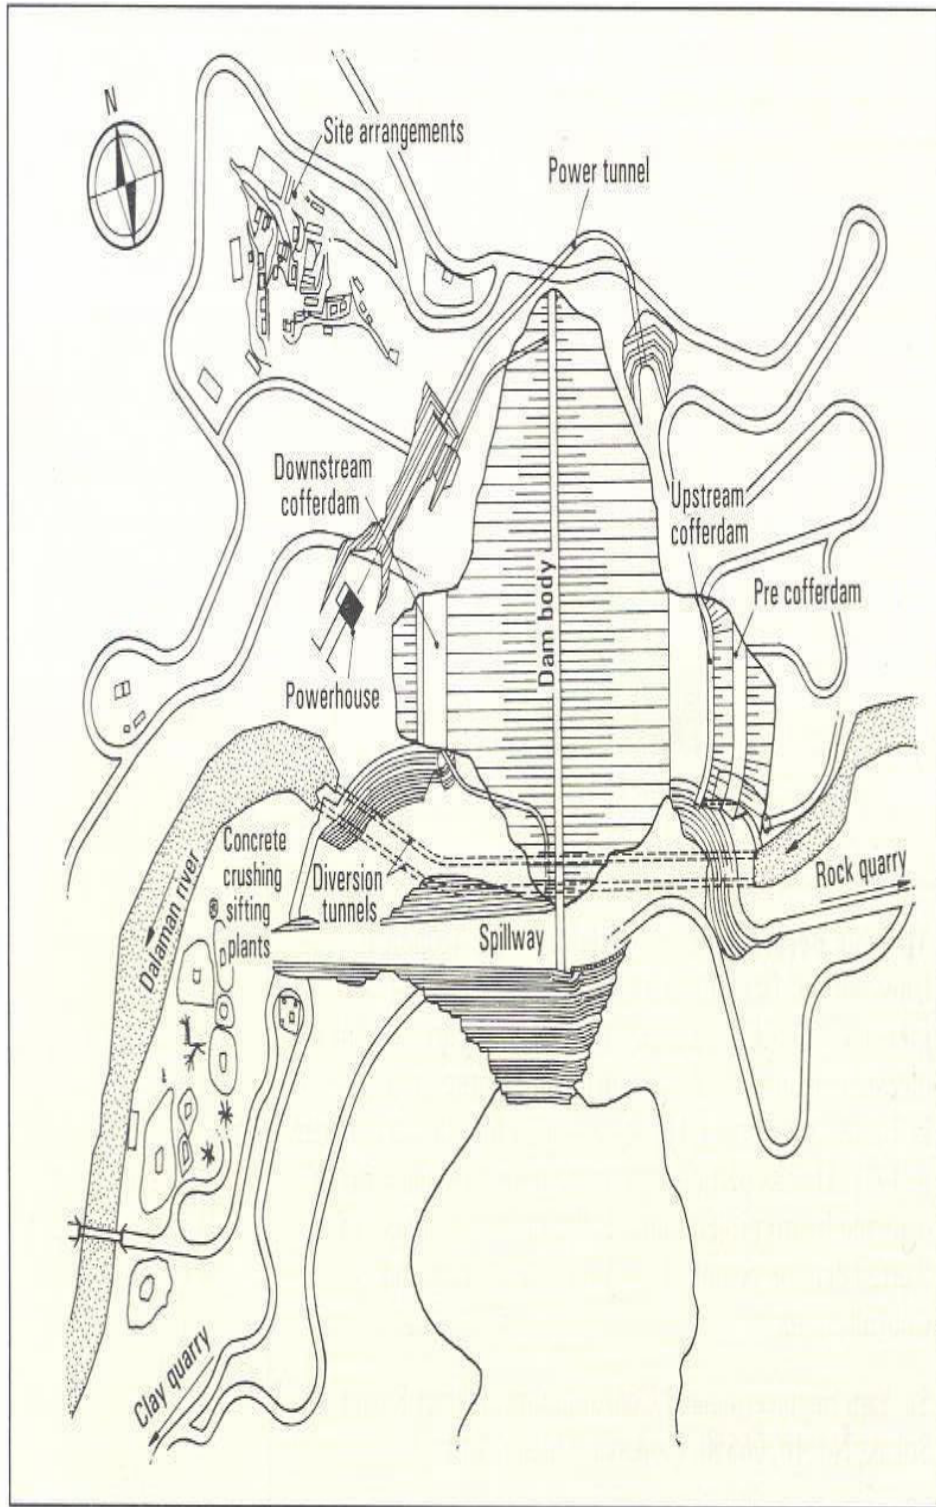 N
Site arrangements
Power tunnel
Downstream
cofferdam
Upstream
cofferdam
Dam body
Pre cofferdam
Powerhouse
Concrete
crushing
sifting
plants
Diversion
tunnels
Dalaman river
Rock quarry
Spillway
Clay quarry